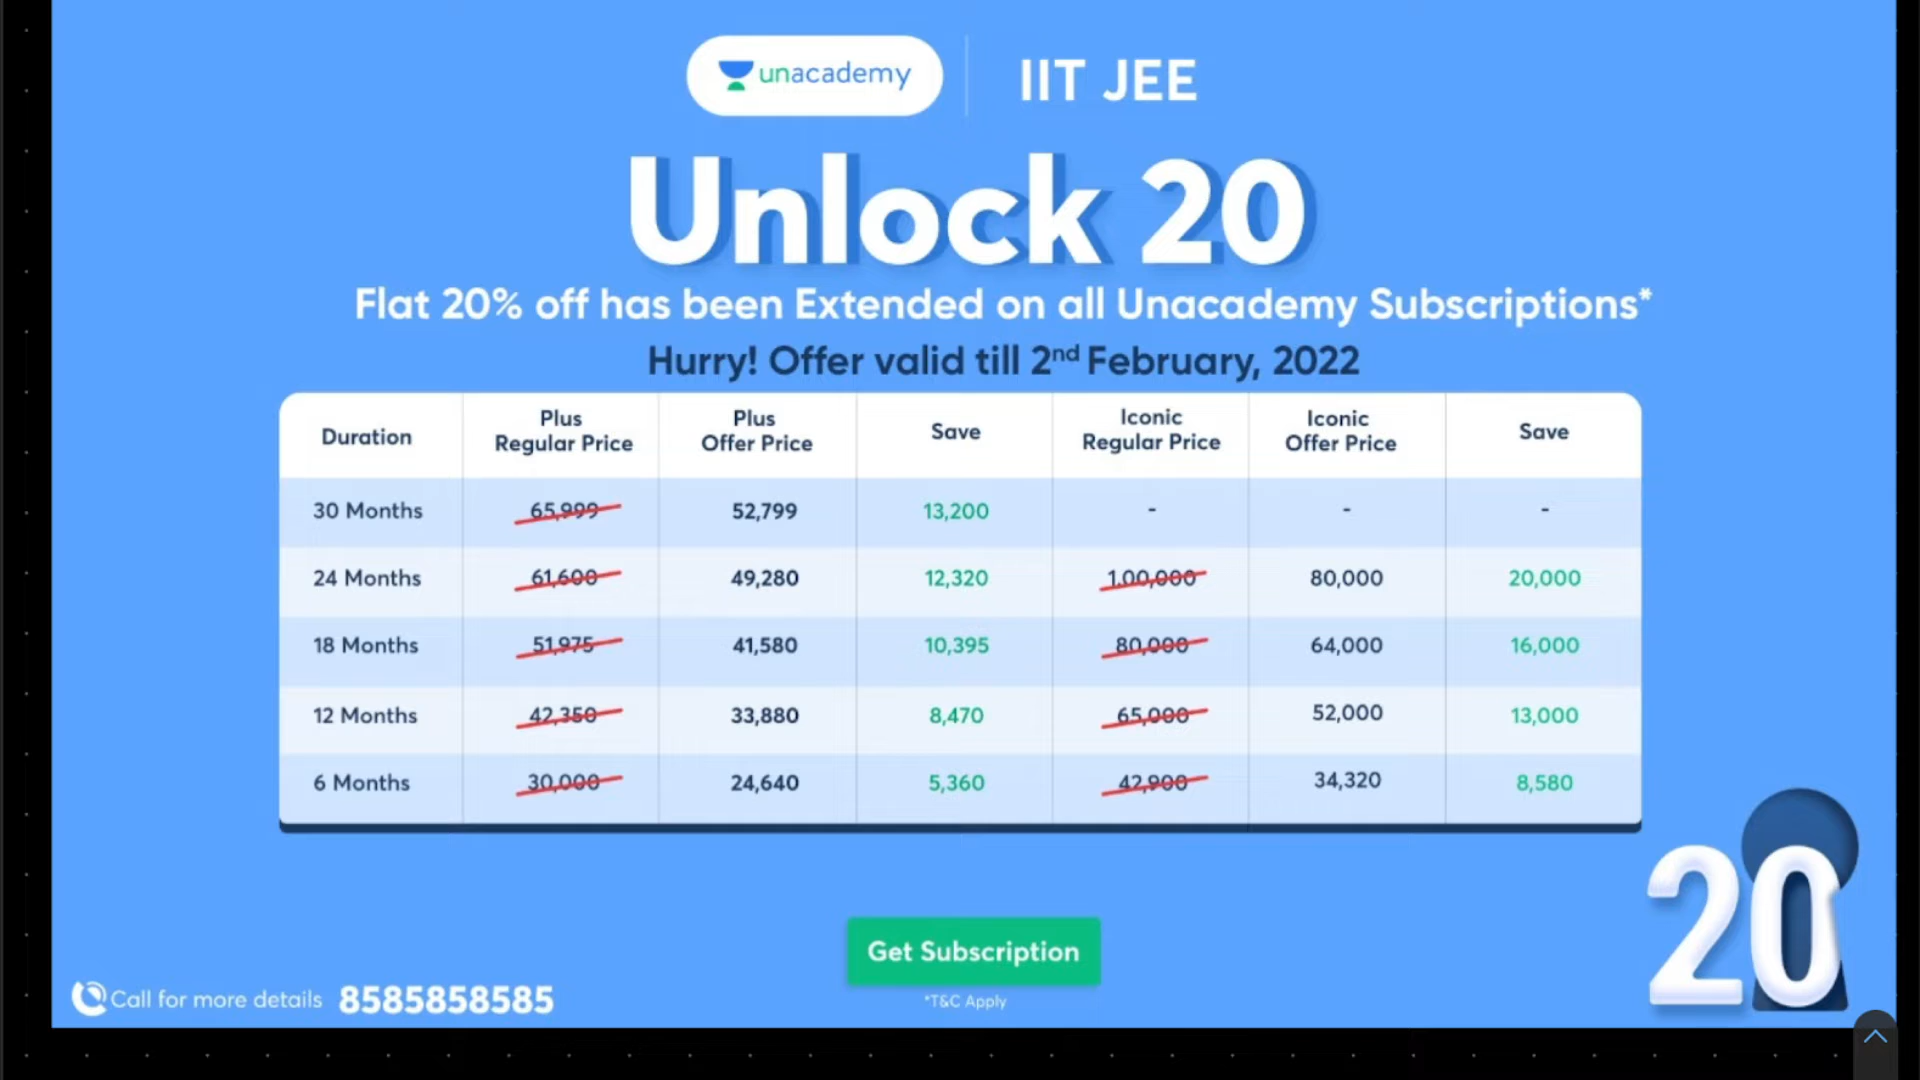 unacademy IIT JEE
Unlock 20
Flat 20% off has been Extended on all Unacademy Subscriptions*
Hurry! Offer valid till 2nd February, 2022
Duration Plus Regular Price Plus Offer Price Save Iconic Regular Price Iconic Offer Price Save
30 Months 65,999 52,799 13,200 - - -
24 Months 61,600 49,280 12,320 1,00,000 80,000 20,000
18 Months 51,975 41,580 10,395 80,000 64,000 16,000
12 Months 42,350 33,880 8,470 65,000 52,000 13,000
6 Months 30,000 24,640 5,360 42,900 34,320 8,580
20
Get Subscription
Call for more details 8585858585
*T&C Apply